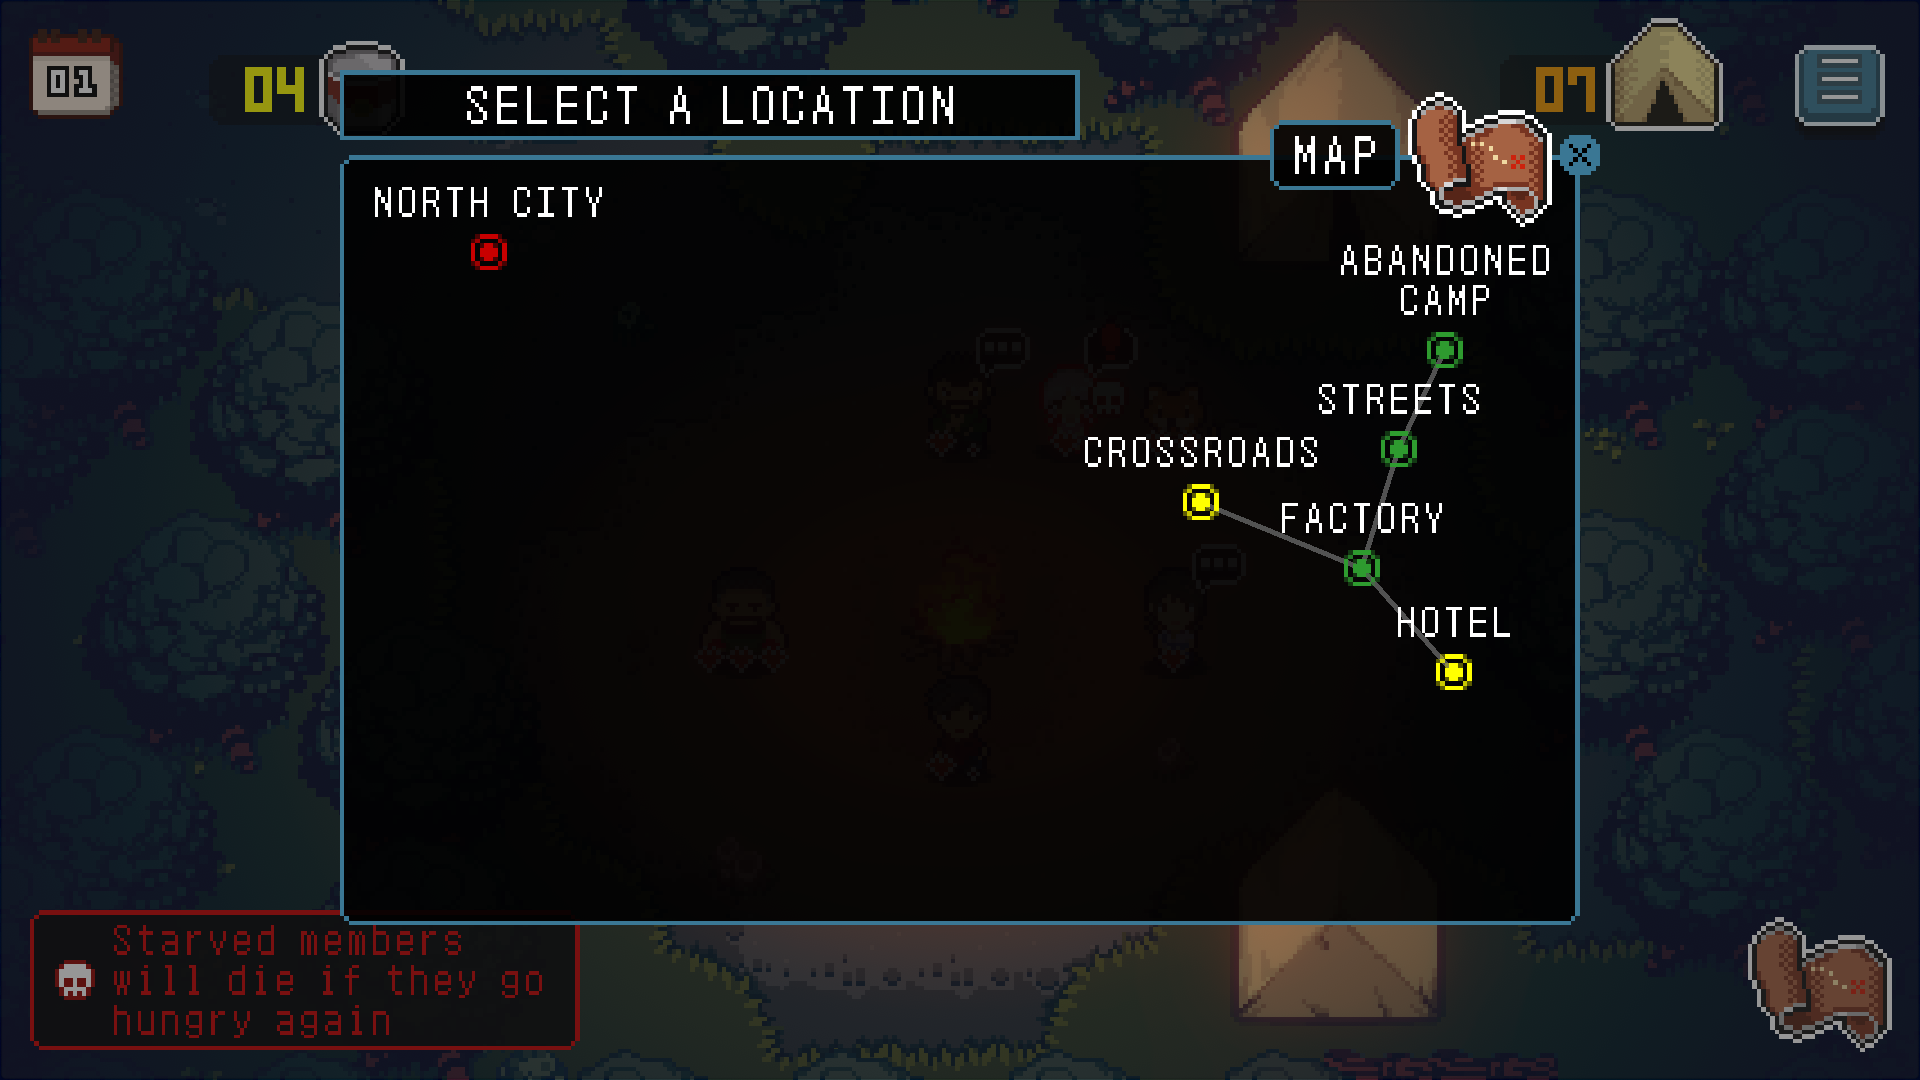 01
04
SELECT A LOCATION
07
MAP
NORTH CITY
ABANDONED
CAMP
STREETS
CROSSROADS
FACTORY
HOTEL
Starved members
will die if they go
hungry again